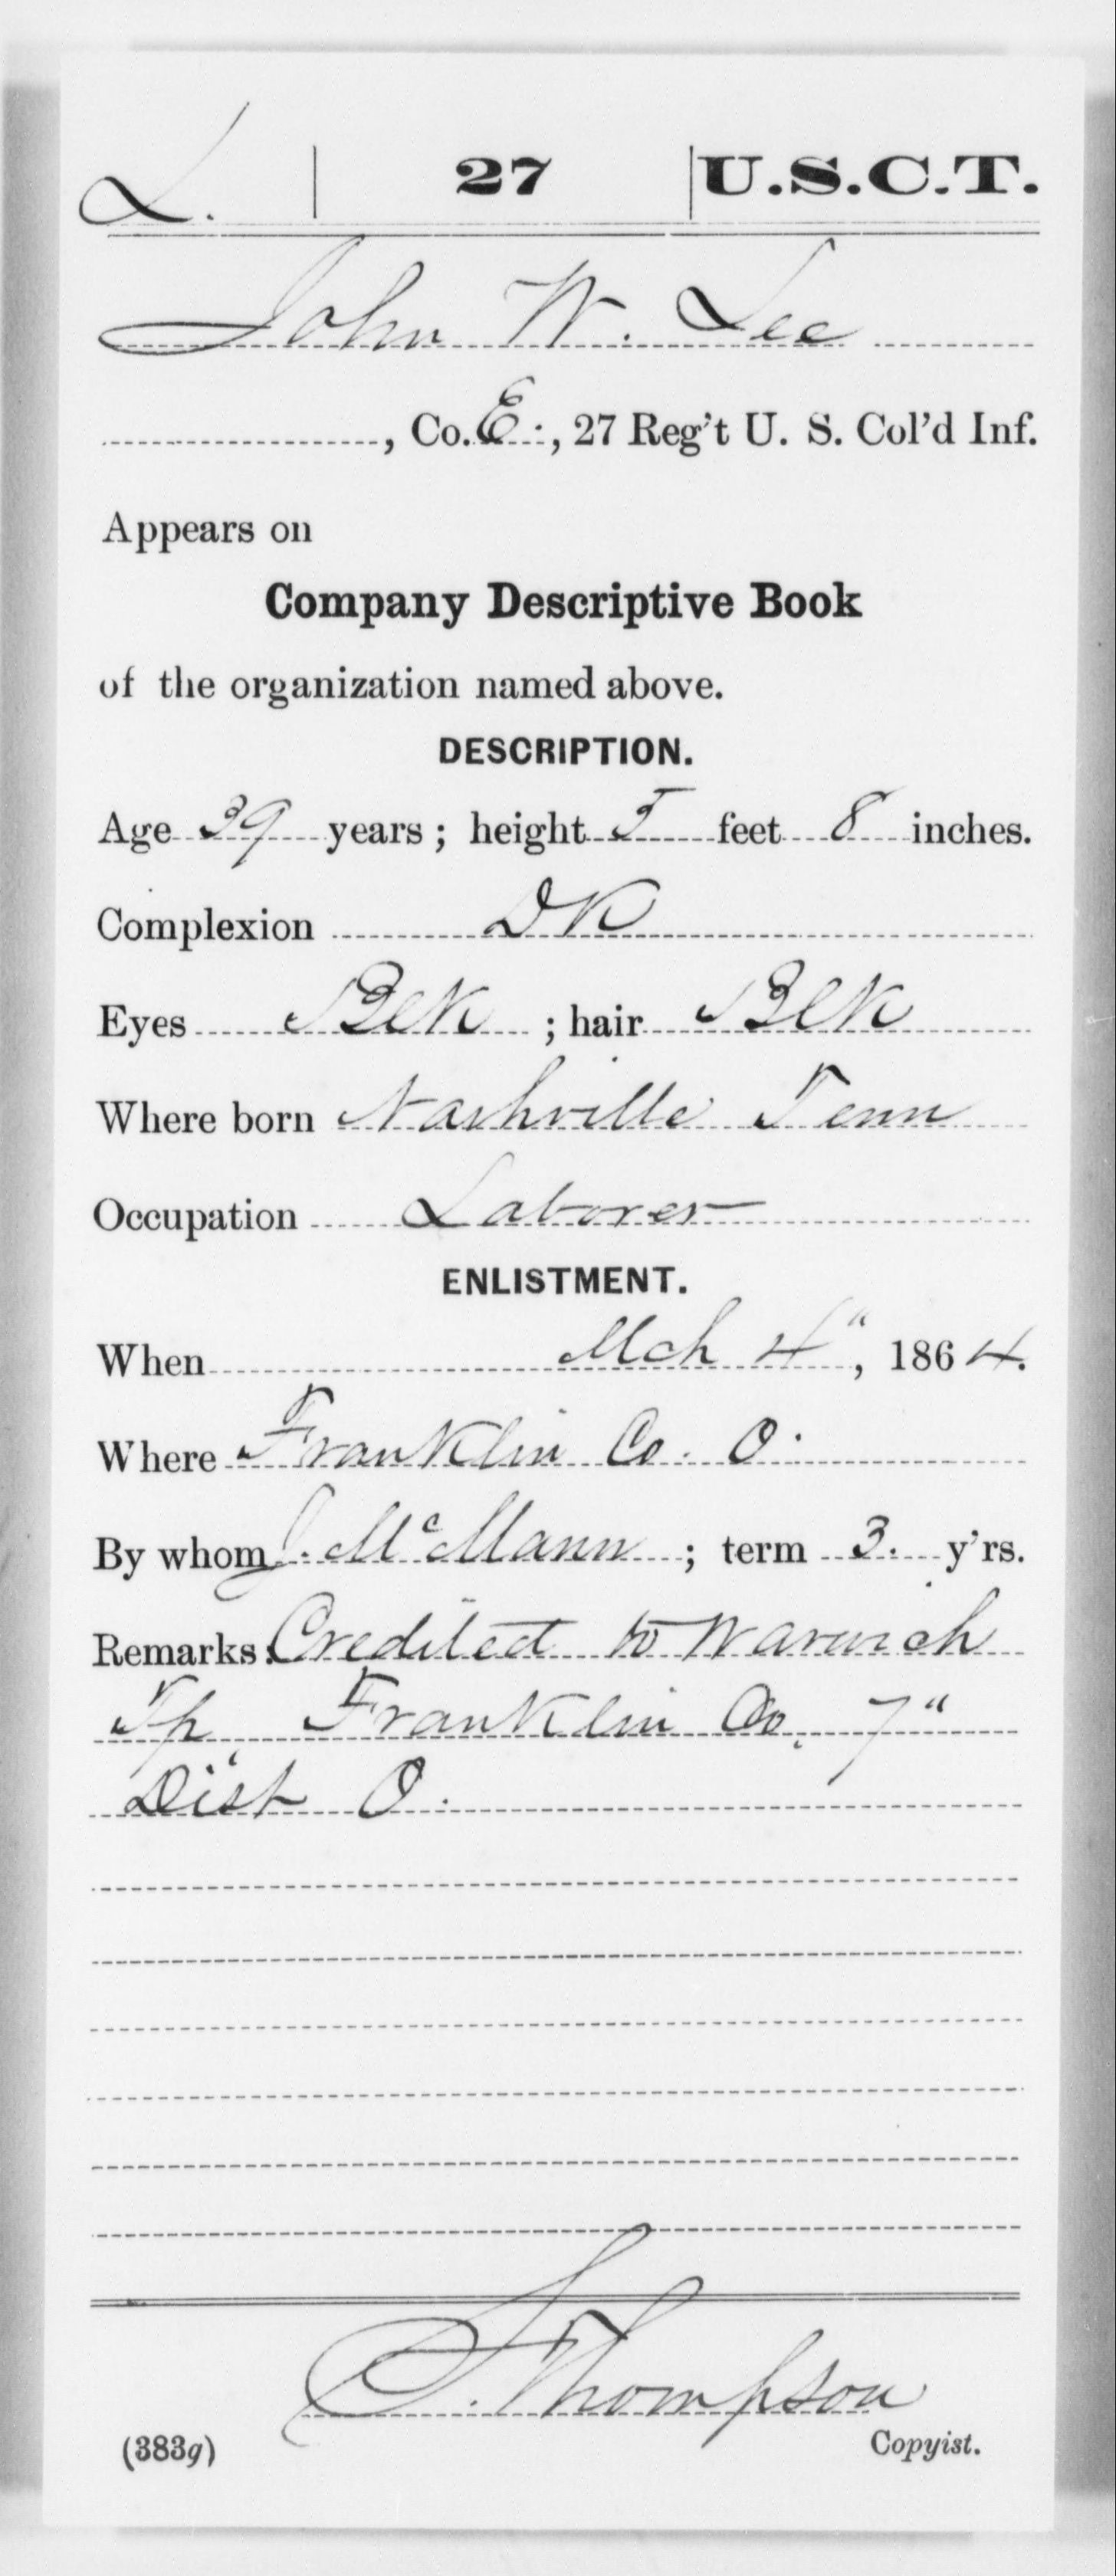 L. | 27 | U.S.C.T.
John W. Lee
, Co. E., 27 Reg't U. S. Col'd Inf.
Appears on
Company Descriptive Book
of the organization named above.
DESCRIPTION.
Age 39 years; height 5 feet 8 inches.
Complexion DK
Eyes Blk ; hair Blk
Where born Nashville Tenn
Occupation Laborer
ENLISTMENT.
When Mch 4", 1864.
Where Franklin Co. O.
By whom J. McMann ; term 3. y'rs.
Remarks: Credited to Warwich
Tp. Franklin Co. 7"
Dist O.
Thompson
(383g) Copyist.